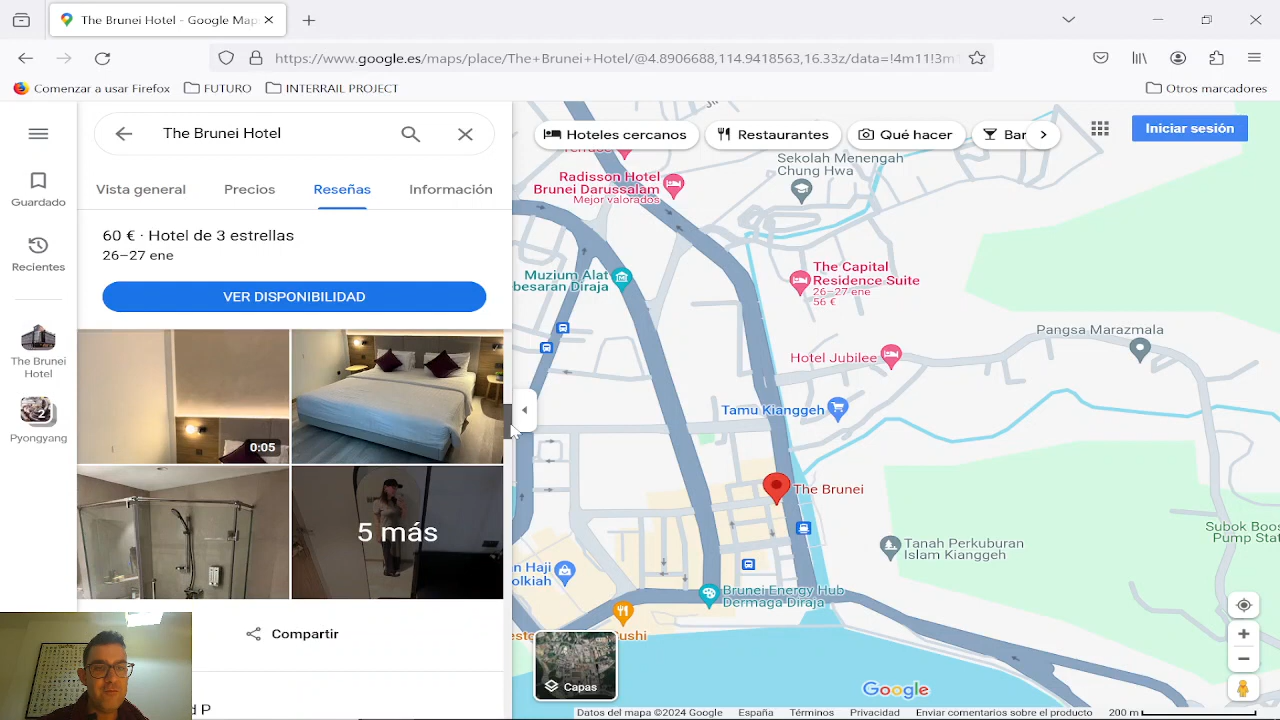 The Brunei Hotel - Google Maps
https://www.google.es/maps/place/The+Brunei+Hotel/@4.8906688,114.9418563,16.33z/data=!4m11!3m1
Comenzar a usar Firefox
FUTURO
INTERRAIL PROJECT
Otros marcadores
The Brunei Hotel
Guardado
Recientes
The Brunei
Hotel
Pyongyang
Vista general
Precios
Reseñas
Información
60 € · Hotel de 3 estrellas
26–27 ene
VER DISPONIBILIDAD
0:05
5 más
Compartir
d P
Hoteles cercanos
Restaurantes
Qué hacer
Bar
Iniciar sesión
Radisson Hotel
Brunei Darussalam
Mejor valorados
Sekolah Menengah
Chung Hwa
Muzium Alat
besaran Diraja
The Capital
Residence Suite
26–27 ene
56 €
Pangsa Marazmala
Hotel Jubilee
Tamu Kianggeh
The Brunei
Tanah Perkuburan
Islam Kianggeh
Subok Boos
Pump Stat
an Haji
olkiah
Brunei Energy Hub
Dermaga Diraja
Sushi
Capas
Google
Datos del mapa ©2024 Google
España
Términos
Privacidad
Enviar comentarios sobre el producto
200 m